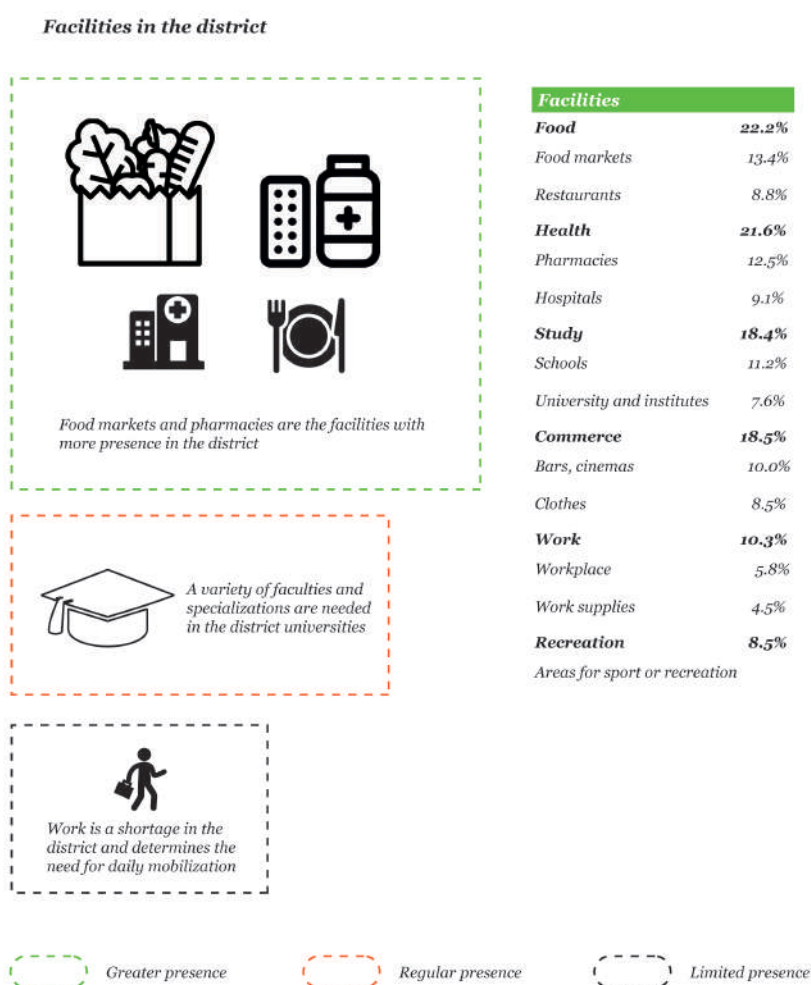 Facilities in the district
Food markets and pharmacies are the facilities with
more presence in the district
A variety of faculties and
specializations are needed
in the district universities
Work is a shortage in the
district and determines the
need for daily mobilization
Facilities
Food 22.2%
Food markets 13.4%
Restaurants 8.8%
Health 21.6%
Pharmacies 12.5%
Hospitals 9.1%
Study 18.4%
Schools 11.2%
University and institutes 7.6%
Commerce 18.5%
Bars, cinemas 10.0%
Clothes 8.5%
Work 10.3%
Workplace 5.8%
Work supplies 4.5%
Recreation 8.5%
Areas for sport or recreation
Greater presence
Regular presence
Limited presence